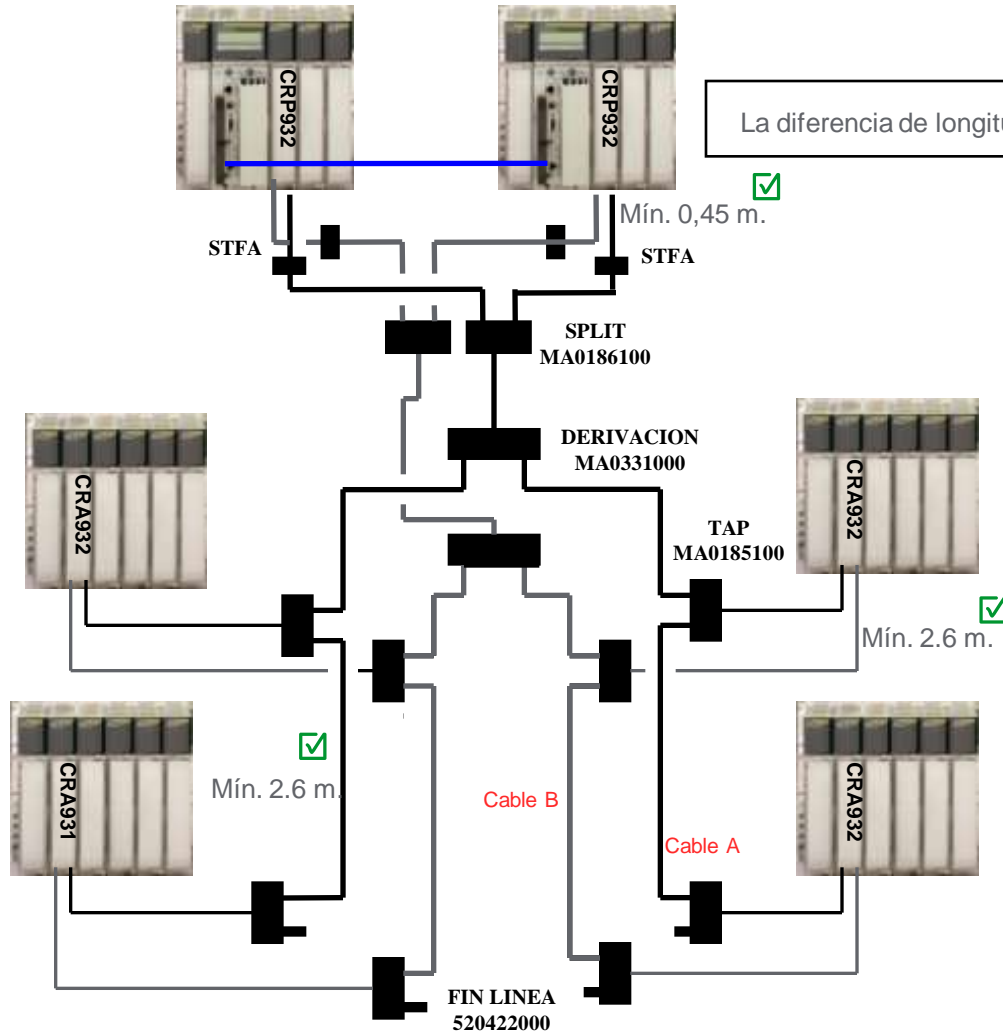 CRP932
CRP932
La diferencia de longitu
Mín. 0,45 m.
STFA
STFA
SPLIT
MA0186100
DERIVACION
MA0331000
CRA932
CRA932
TAP
MA0185100
Mín. 2.6 m.
CRA931
Mín. 2.6 m.
Cable B
Cable A
CRA932
FIN LINEA
520422000